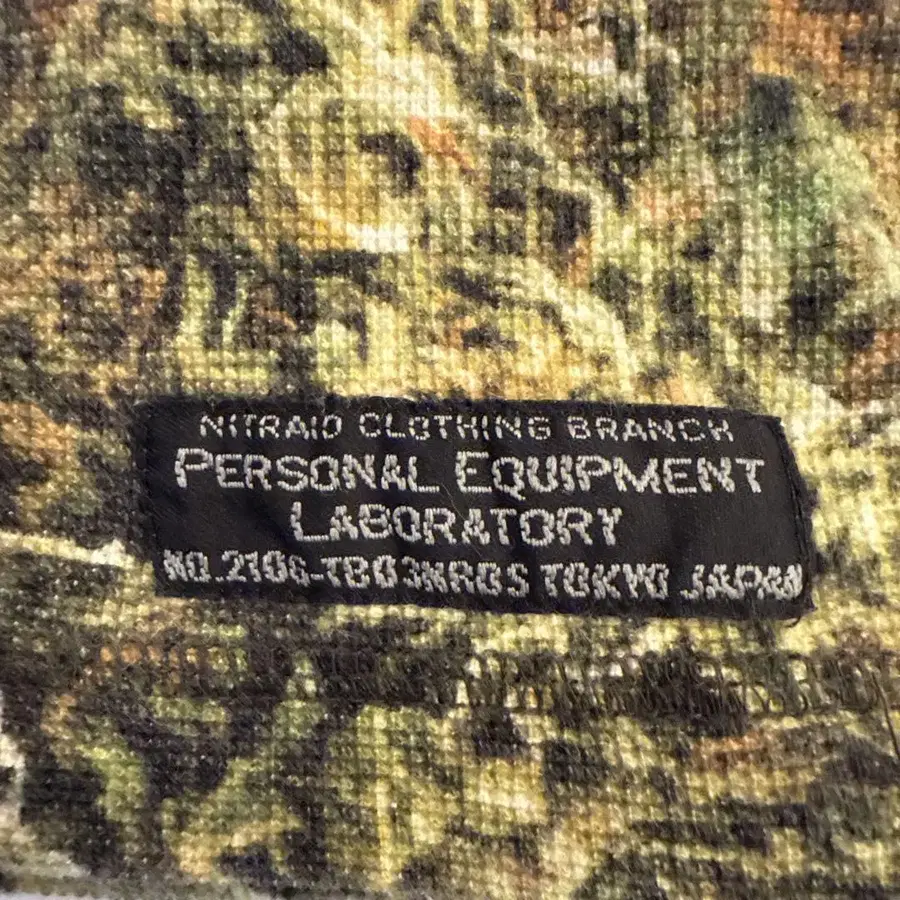 NITRAID CLOTHING BRANCH
PERSONAL EQUIPMENT
LABORATORY
NO.2106-TB03NRGS TOKYO JAPAN